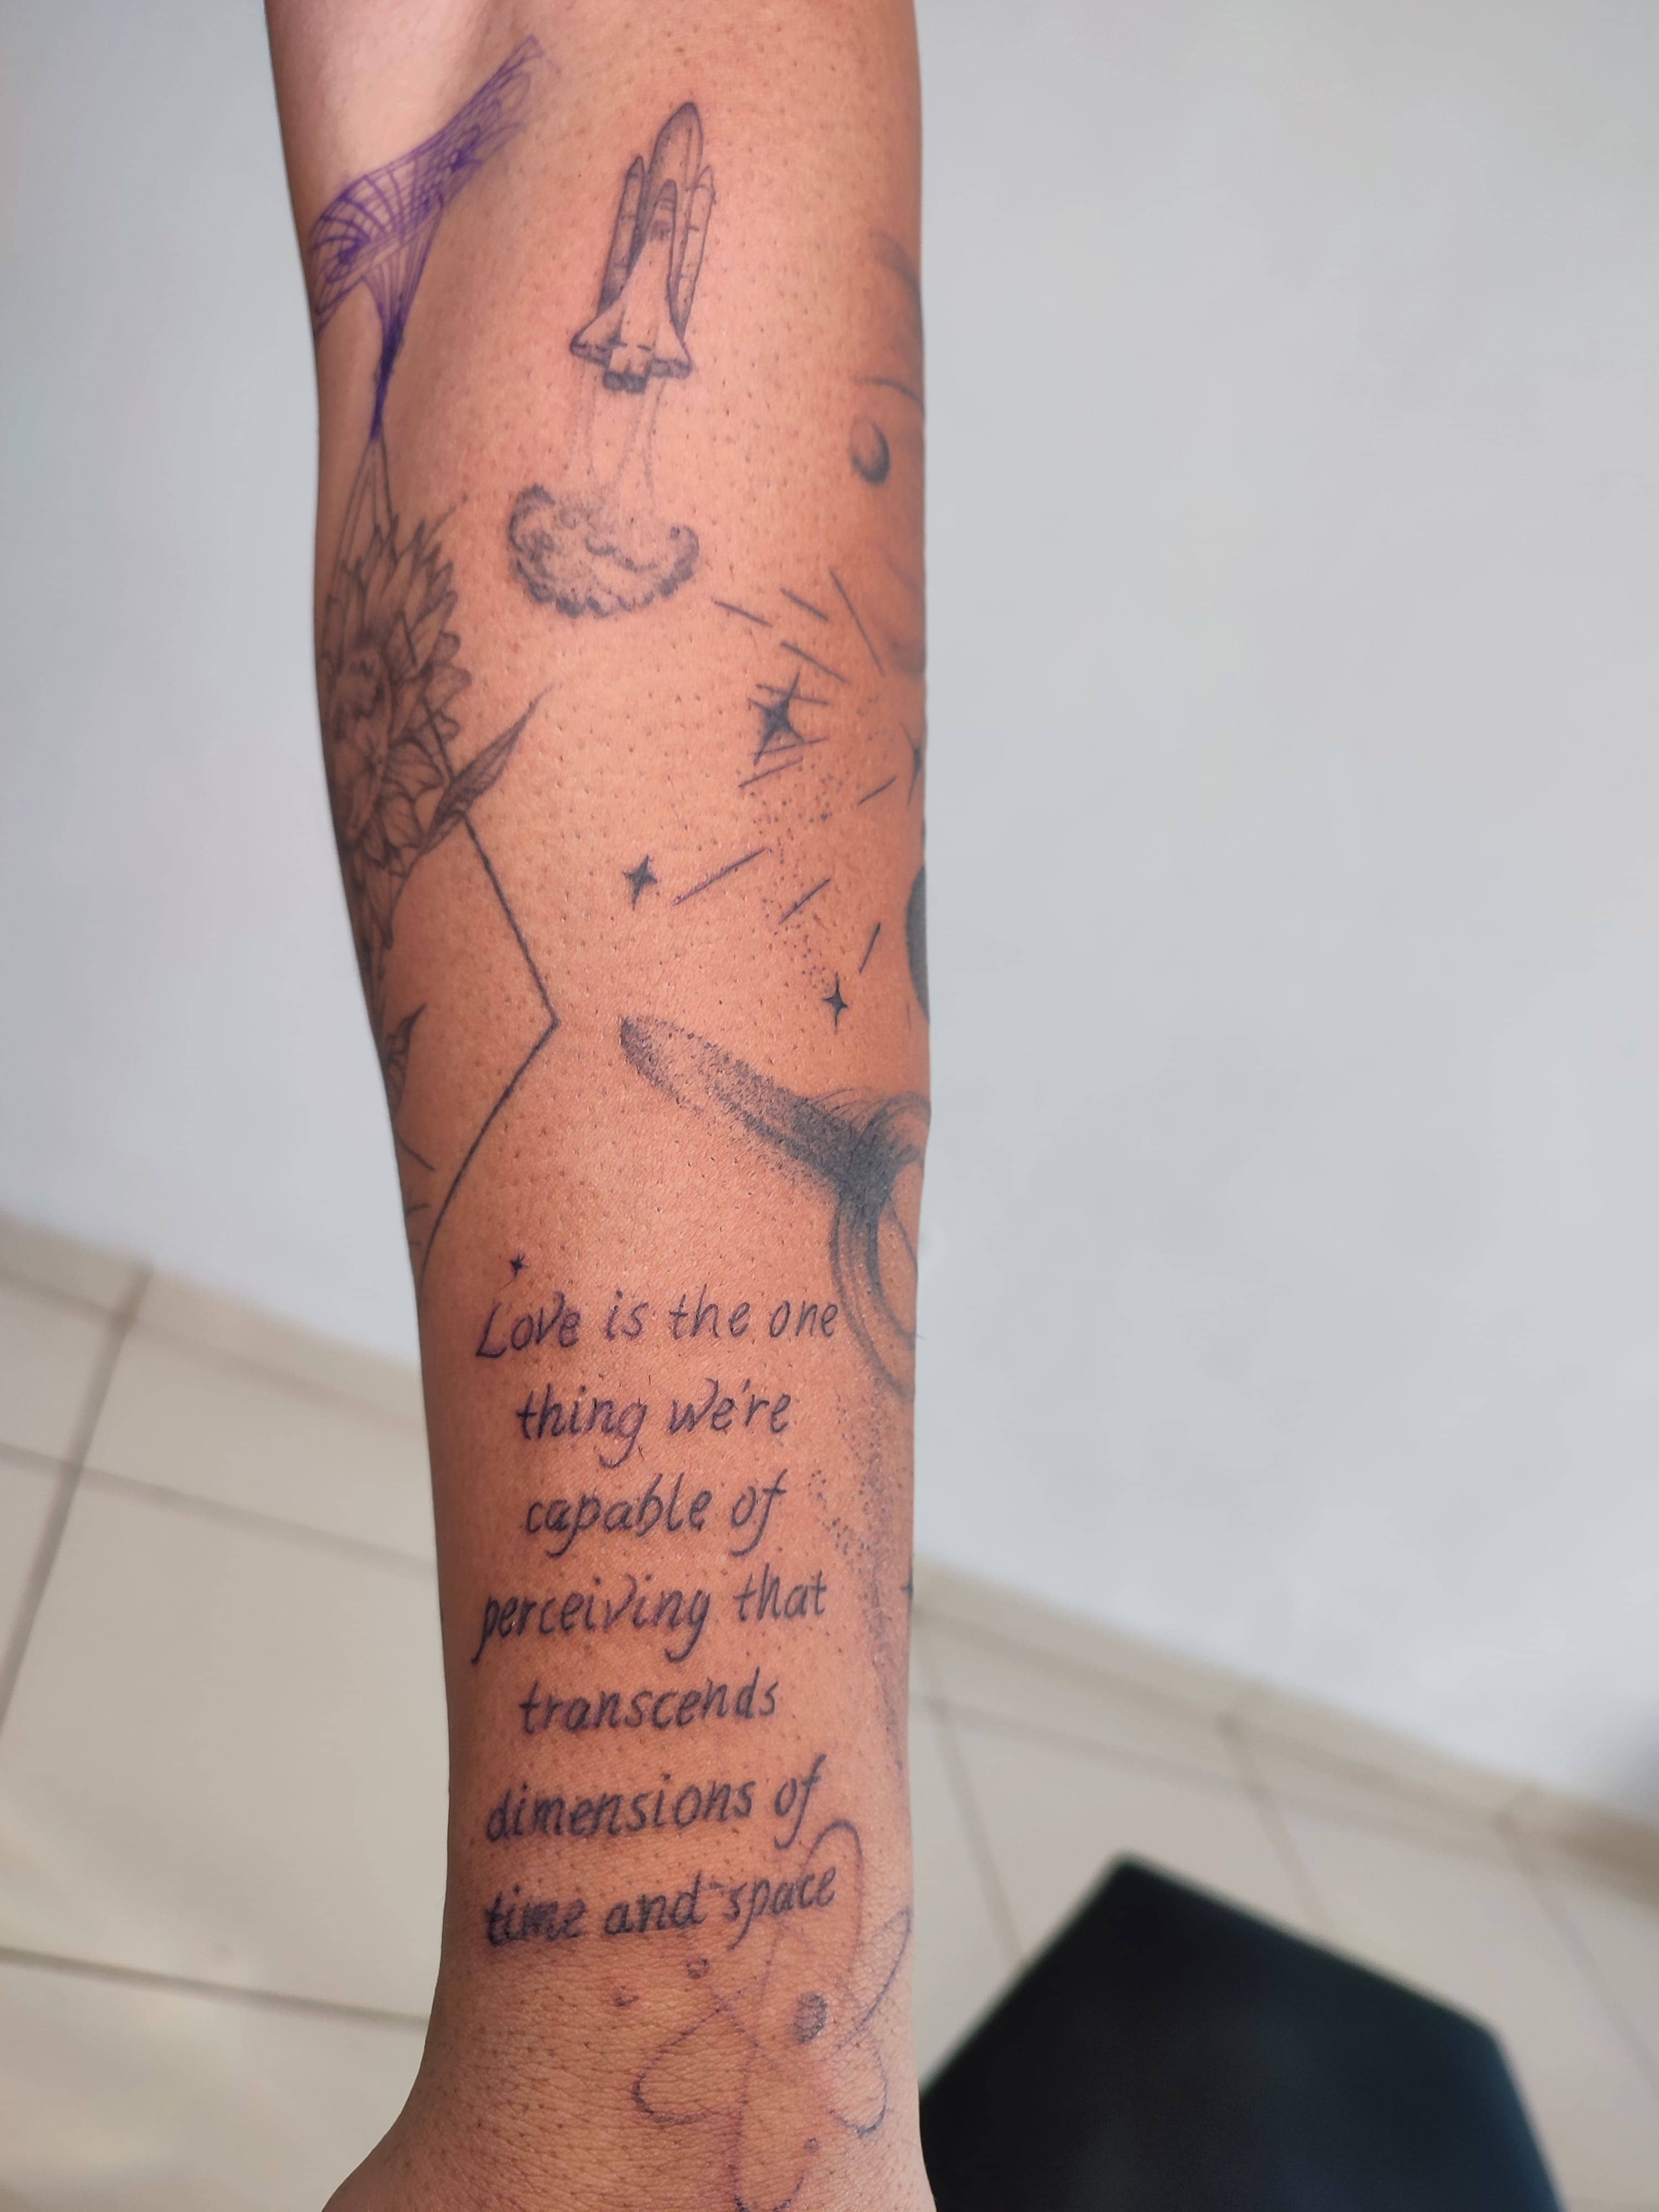 Love is the one
thing we're
capable of
perceiving that
transcends
dimensions of
time and space